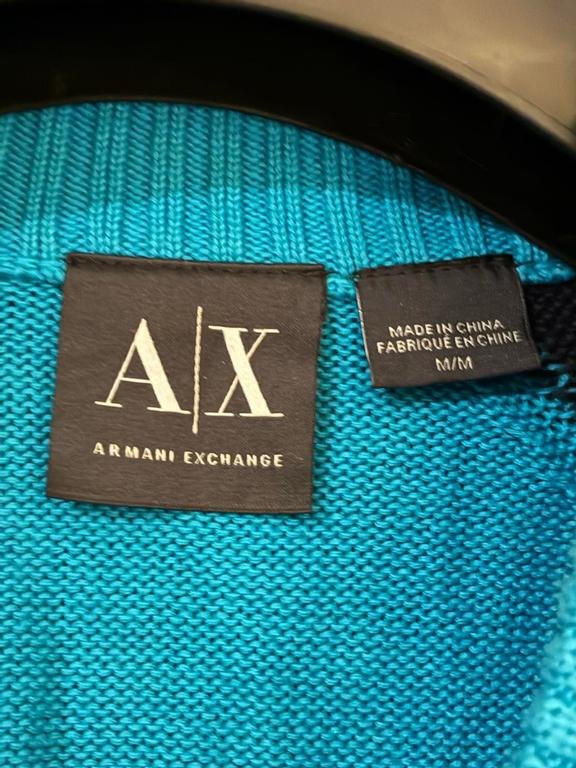 A|X
ARMANI EXCHANGE
MADE IN CHINA
FABRIQUÉ EN CHINE
M/M